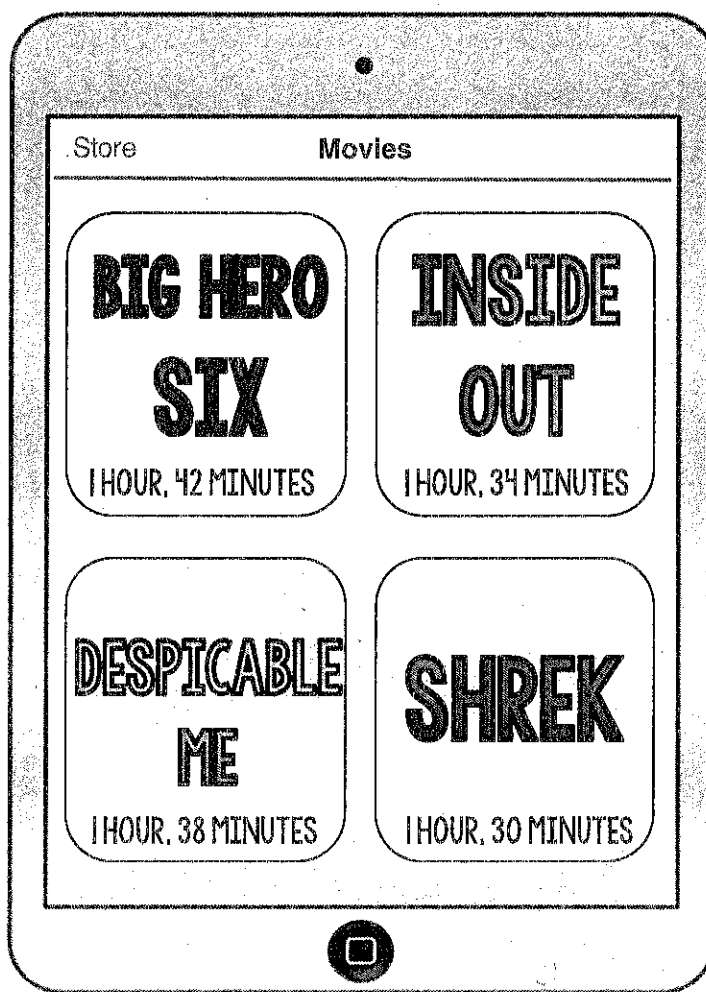 Store
Movies
BIG HERO
SIX
1 HOUR, 42 MINUTES
INSIDE
OUT
1 HOUR, 34 MINUTES
DESPICABLE
ME
1 HOUR, 38 MINUTES
SHREK
1 HOUR, 30 MINUTES